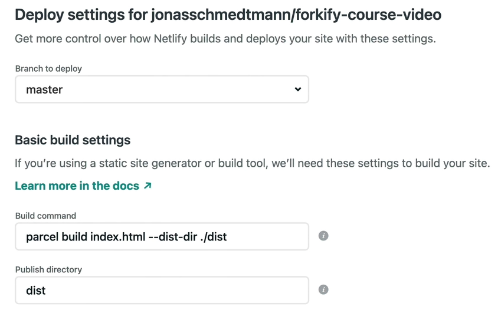 Deploy settings for jonasschmedtmann/forkify-course-video
Get more control over how Netlify builds and deploys your site with these settings.
Branch to deploy
master
Basic build settings
If you're using a static site generator or build tool, we'll need these settings to build your site.
Learn more in the docs ↗
Build command
parcel build index.html --dist-dir ./dist
Publish directory
dist